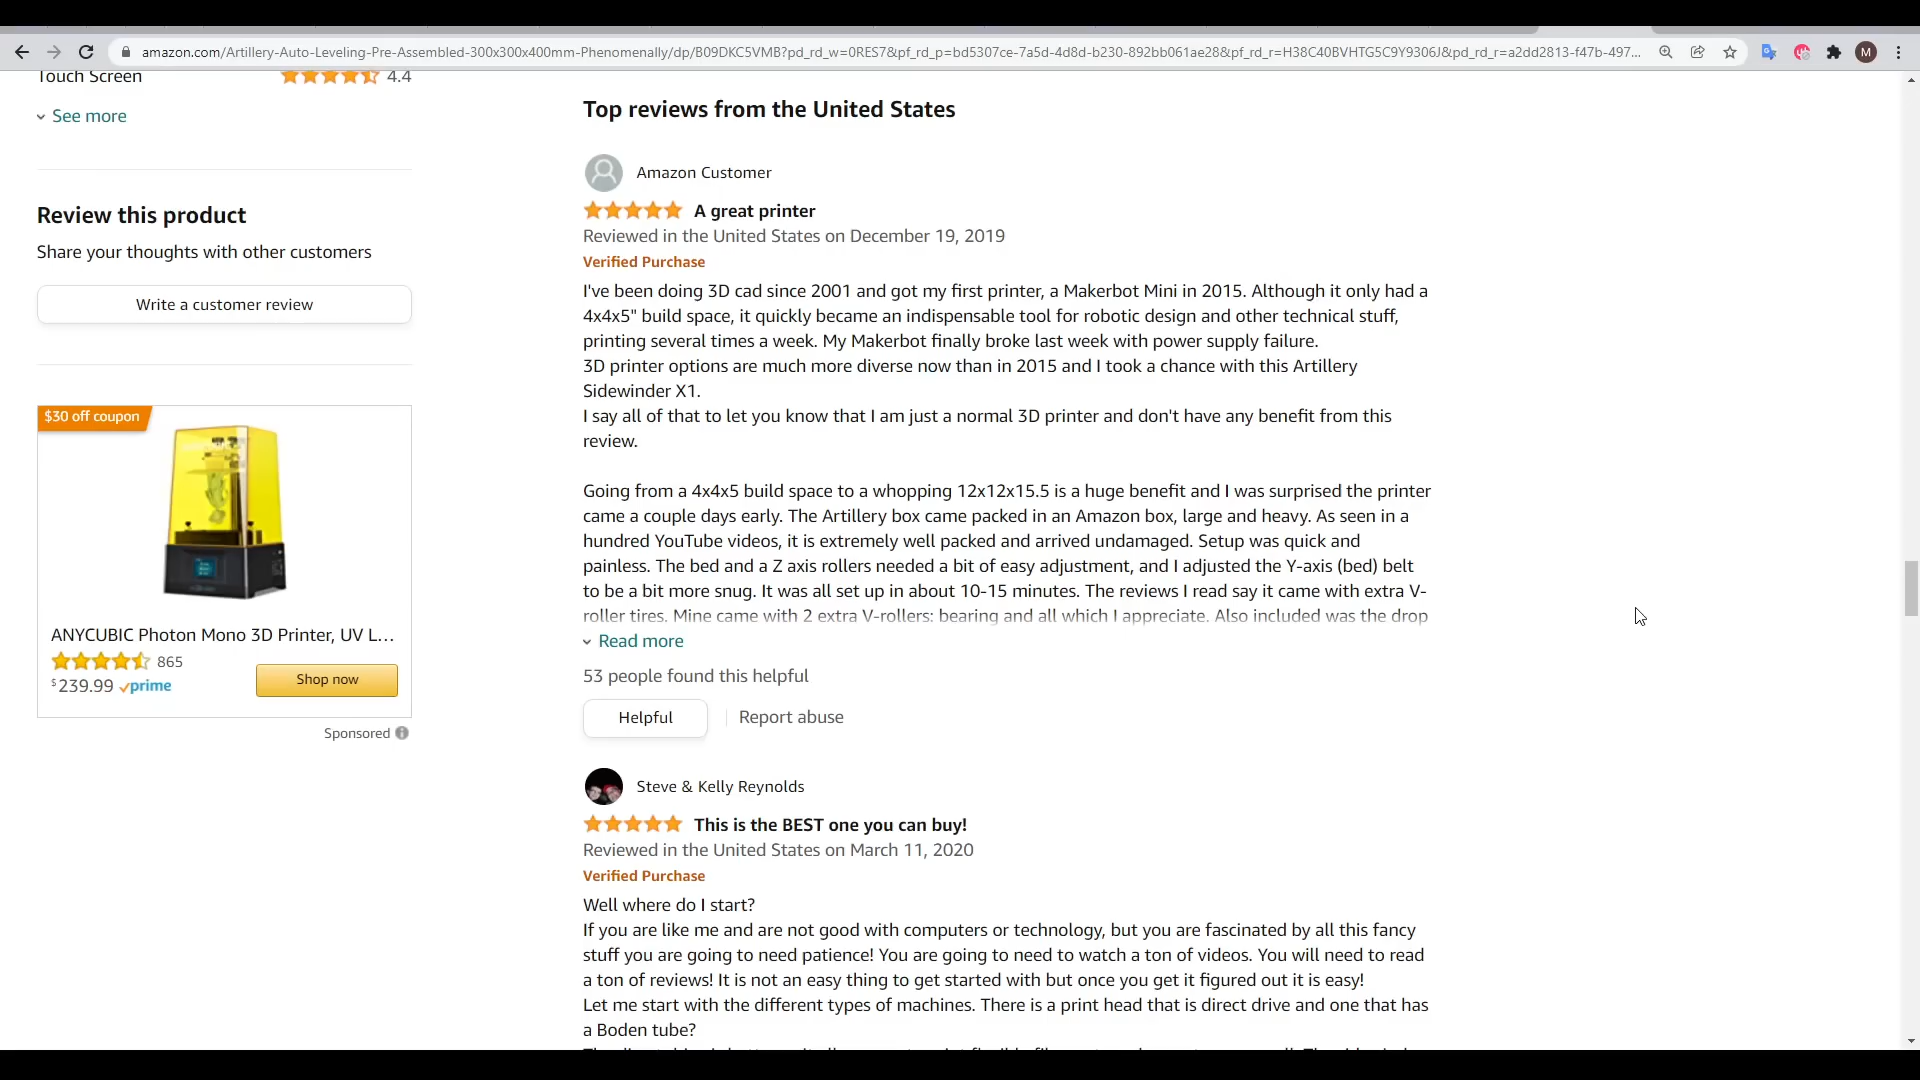 amazon.com/Artillery-Auto-Leveling-Pre-Assembled-300x300x400mm-Phenomenally/dp/B09DKC5VMB?pd_rd_w=0RES7&pf_rd_p=bd5307ce-7a5d-4d8d-b230-892bb061ae28&pf_rd_r=H38C40BVHTG5C9Y9306J&pd_rd_r=a2dd2813-f47b-497...
M
Touch Screen 4.4
See more
Review this product
Share your thoughts with other customers
Write a customer review
$30 off coupon
ANYCUBIC Photon Mono 3D Printer, UV L...
865
$239.99 prime
Shop now
Sponsored
Top reviews from the United States
Amazon Customer
A great printer
Reviewed in the United States on December 19, 2019
Verified Purchase
I've been doing 3D cad since 2001 and got my first printer, a Makerbot Mini in 2015. Although it only had a
4x4x5" build space, it quickly became an indispensable tool for robotic design and other technical stuff,
printing several times a week. My Makerbot finally broke last week with power supply failure.
3D printer options are much more diverse now than in 2015 and I took a chance with this Artillery
Sidewinder X1.
I say all of that to let you know that I am just a normal 3D printer and don't have any benefit from this
review.
Going from a 4x4x5 build space to a whopping 12x12x15.5 is a huge benefit and I was surprised the printer
came a couple days early. The Artillery box came packed in an Amazon box, large and heavy. As seen in a
hundred YouTube videos, it is extremely well packed and arrived undamaged. Setup was quick and
painless. The bed and a Z axis rollers needed a bit of easy adjustment, and I adjusted the Y-axis (bed) belt
to be a bit more snug. It was all set up in about 10-15 minutes. The reviews I read say it came with extra V-
roller tires. Mine came with 2 extra V-rollers: bearing and all which I appreciate. Also included was the drop
Read more
53 people found this helpful
Helpful
Report abuse
Steve & Kelly Reynolds
This is the BEST one you can buy!
Reviewed in the United States on March 11, 2020
Verified Purchase
Well where do I start?
If you are like me and are not good with computers or technology, but you are fascinated by all this fancy
stuff you are going to need patience! You are going to need to watch a ton of videos. You will need to read
a ton of reviews! It is not an easy thing to get started with but once you get it figured out it is easy!
Let me start with the different types of machines. There is a print head that is direct drive and one that has
a Boden tube?